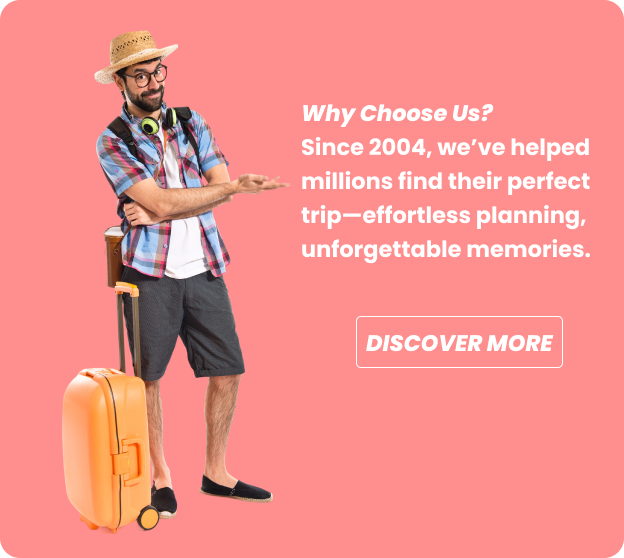 Why Choose Us?
Since 2004, we’ve helped
millions find their perfect
trip—effortless planning,
unforgettable memories.
DISCOVER MORE